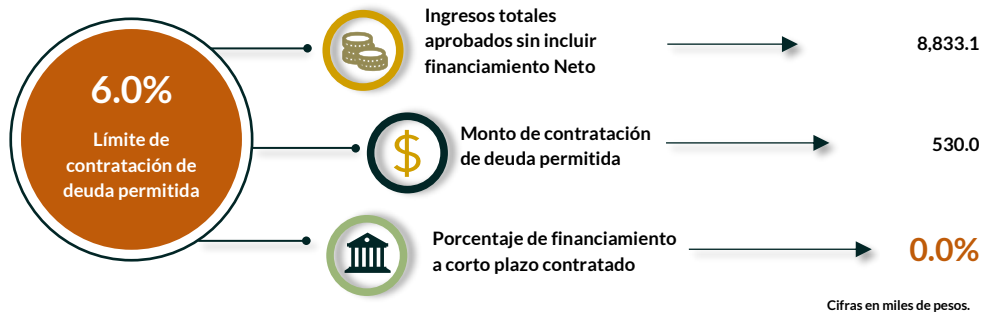 6.0%
Límite de
contratación de
deuda permitida
Ingresos totales
aprobados sin incluir
financiamiento Neto
8,833.1
$
Monto de contratación
de deuda permitida
530.0
Porcentaje de financiamiento
a corto plazo contratado
0.0%
Cifras en miles de pesos.